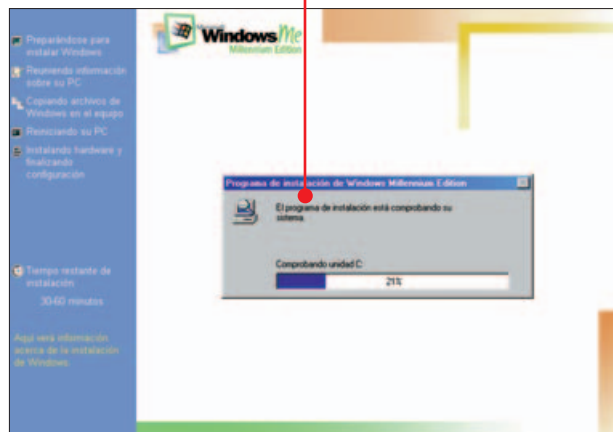 Preparándose para
instalar Windows
Reuniendo información
sobre su PC
Copiando archivos de
Windows en el equipo
Reiniciando su PC
Instalando hardware y
finalizando
configuración
Tiempo restante de
instalación:
30-60 minutos
Aquí verá información
acerca de la instalación
de Windows.
Microsoft
Windows Me
Millennium Edition
Programa de instalación de Windows Millennium Edition
El programa de instalación está comprobando su
sistema.
Comprobando unidad C:
21%